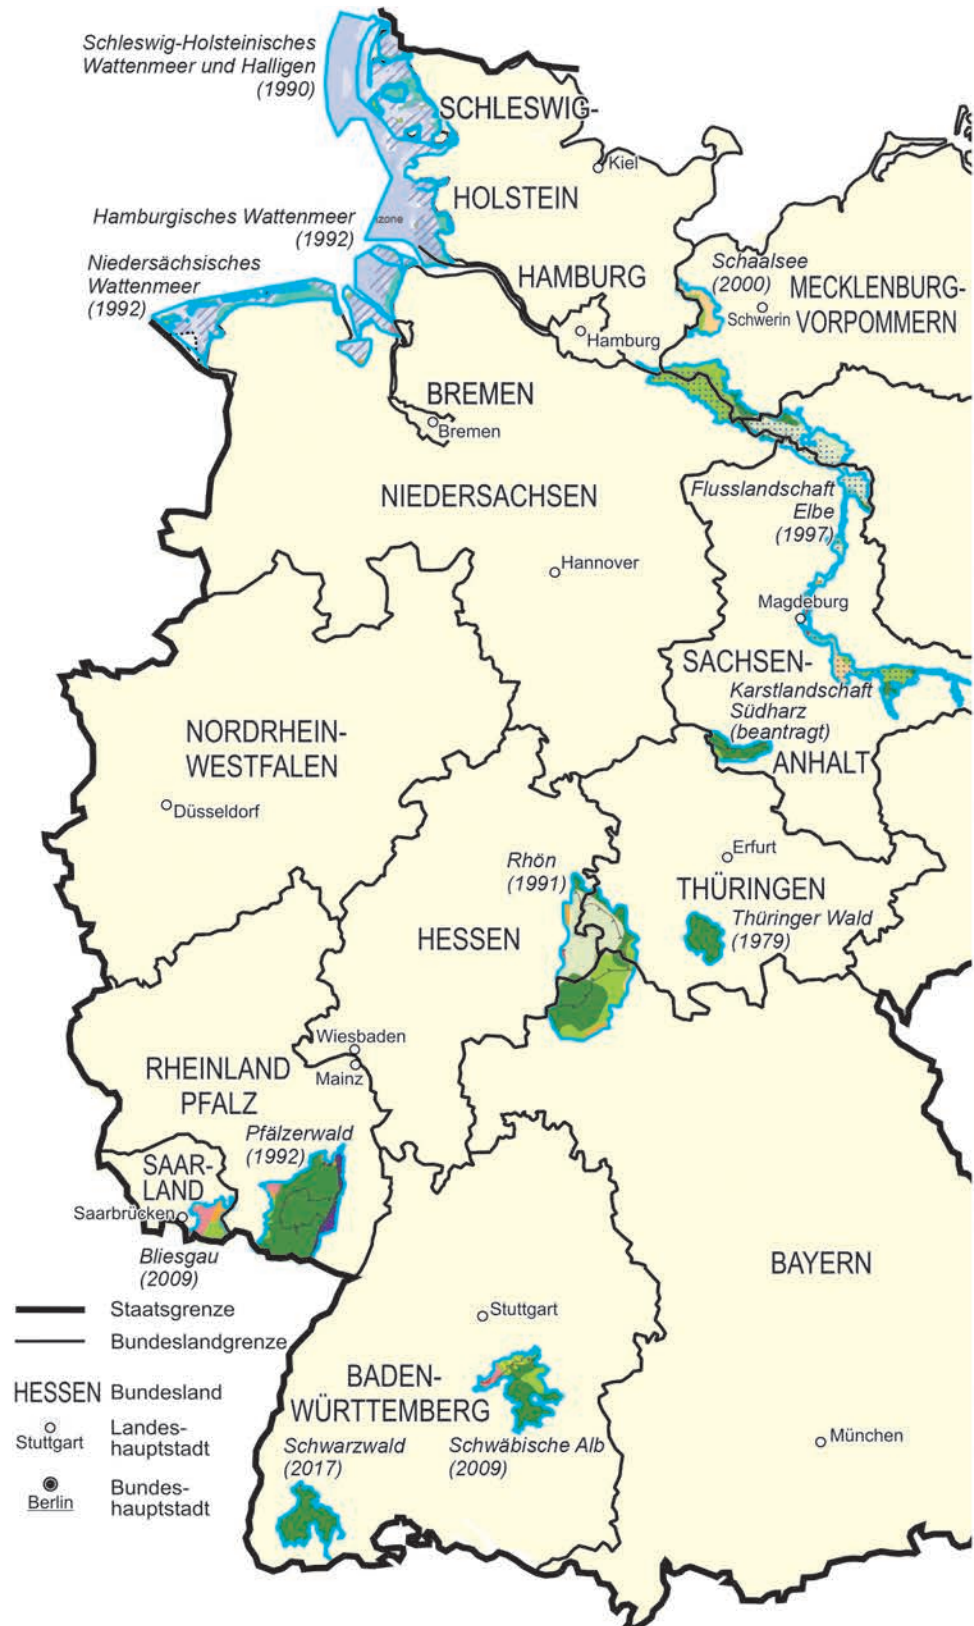 Schleswig-Holsteinisches
Wattenmeer und Halligen
(1990)
SCHLESWIG-
Kiel
HOLSTEIN
Hamburgisches Wattenmeer
(1992)
izone
Niedersächsisches
Wattenmeer
(1992)
HAMBURG
Hamburg
Schaalsee
(2000)
Schwerin
MECKLENBURG-
VORPOMMERN
BREMEN
Bremen
NIEDERSACHSEN
Hannover
Flusslandschaft
Elbe
(1997)
Magdeburg
SACHSEN-
Karstlandschaft
Südharz
(beantragt)
ANHALT
NORDRHEIN-
WESTFALEN
Düsseldorf
Rhön
(1991)
Erfurt
THÜRINGEN
Thüringer Wald
(1979)
HESSEN
Wiesbaden
Mainz
RHEINLAND
PFALZ
Pfälzerwald
(1992)
SAAR-
LAND
Saarbrücken
Bliesgau
(2009)
BAYERN
Stuttgart
BADEN-
WÜRTTEMBERG
Schwarzwald
(2017)
Schwäbische Alb
(2009)
München
Staatsgrenze
Bundeslandgrenze
HESSEN Bundesland
Stuttgart
Landes-
hauptstadt
Berlin
Bundes-
hauptstadt